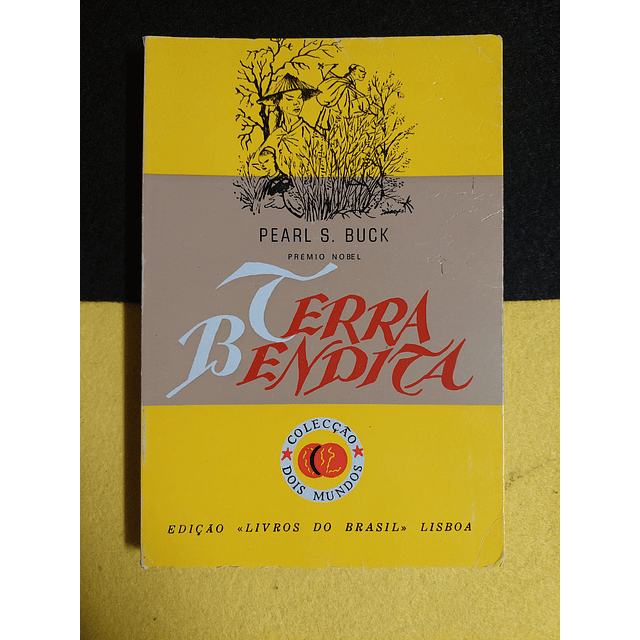 PEARL S. BUCK
PRÉMIO NOBEL
TERRA
BENDITA
COLECÇÃO
DOIS MUNDOS
EDIÇÃO «LIVROS DO BRASIL» LISBOA